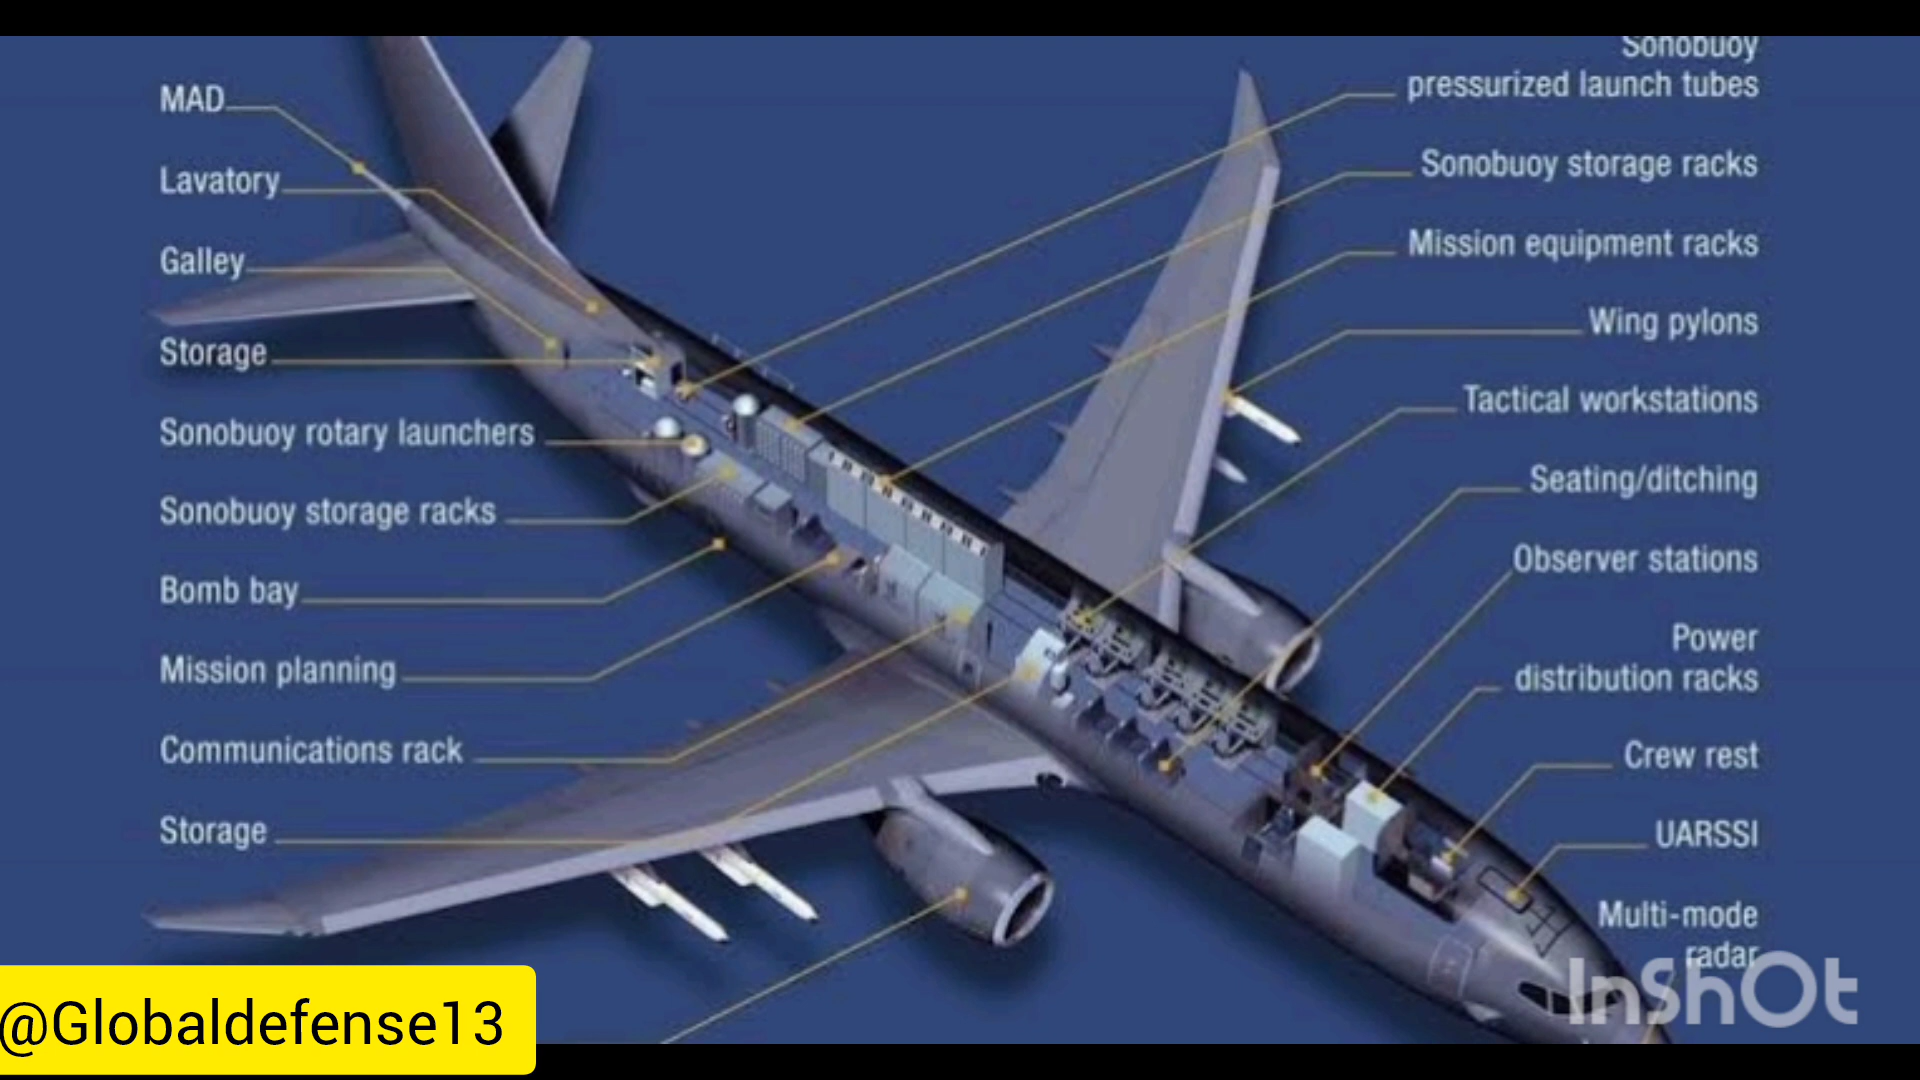 MAD
Lavatory
Galley
Storage
Sonobuoy rotary launchers
Sonobuoy storage racks
Bomb bay
Mission planning
Communications rack
Storage
Sonobuoy
pressurized launch tubes
Sonobuoy storage racks
Mission equipment racks
Wing pylons
Tactical workstations
Seating/ditching
Observer stations
Power
distribution racks
Crew rest
UARSSI
Multi-mode
radar
InShOt
@Globaldefense13